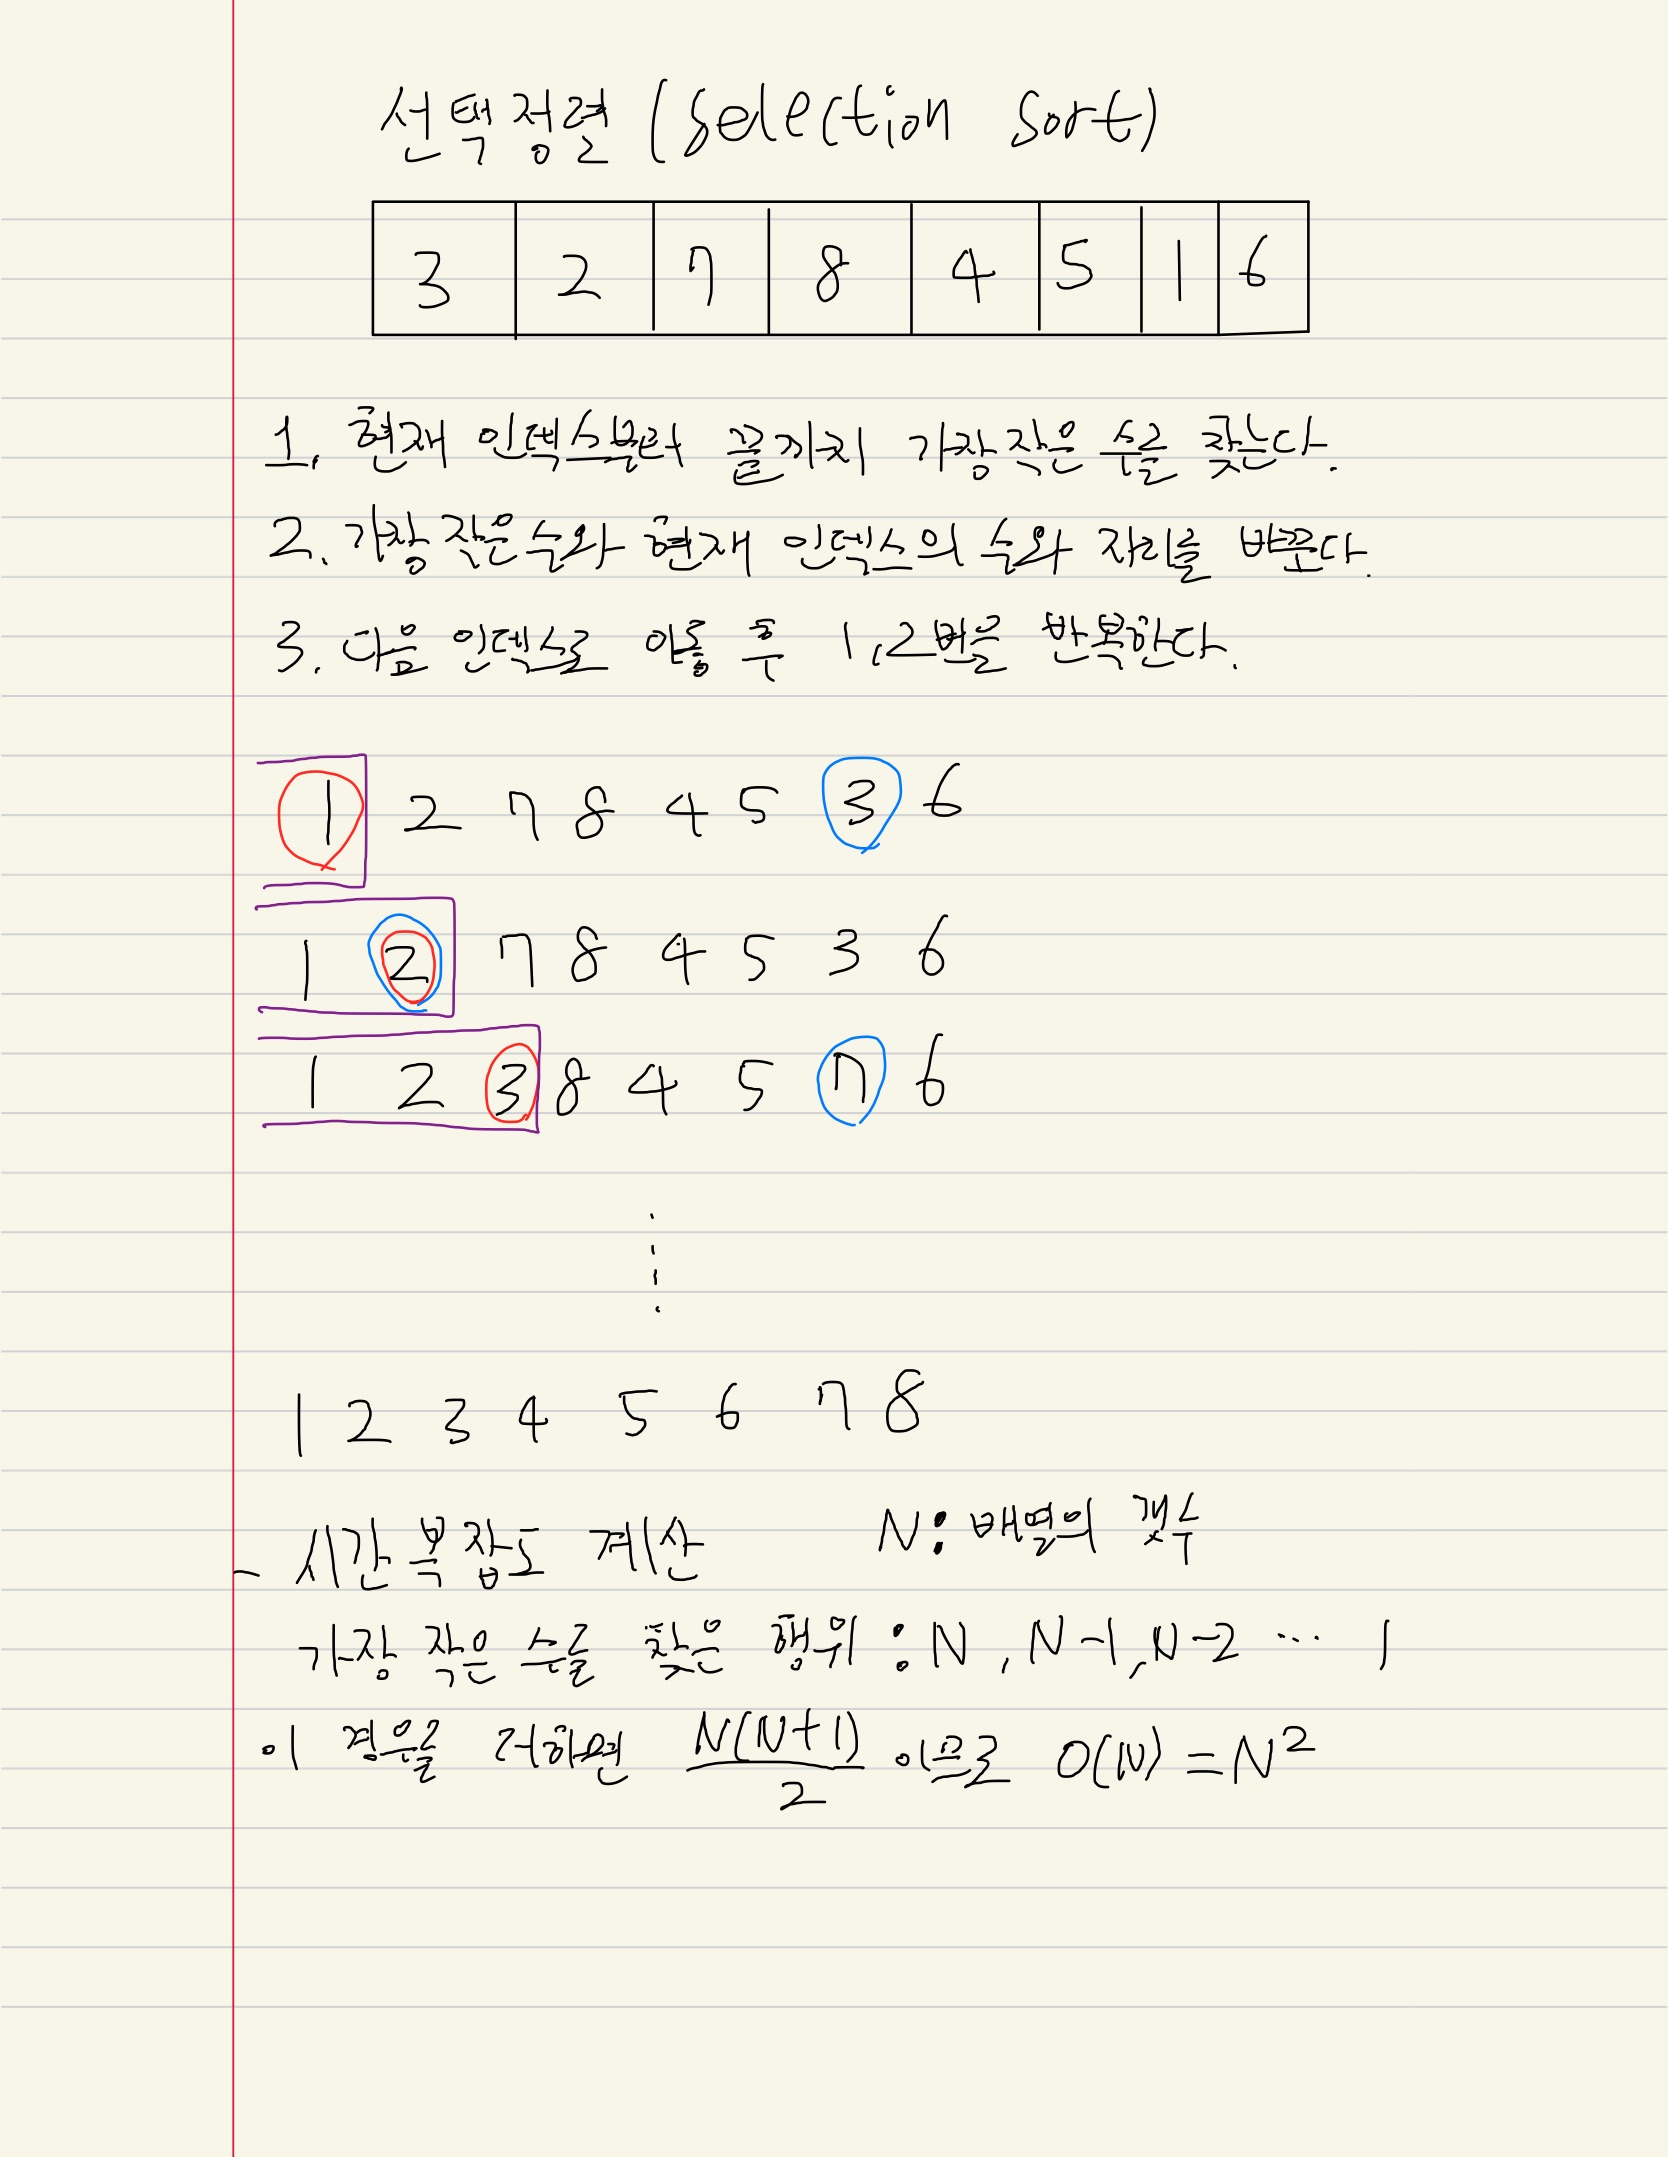 선택정렬 (Selection Sort)
3 2 7 8 4 5 1 6
1. 현재 인덱스부터 끝까지 가장 작은 수를 찾는다.
2. 가장 작은 수와 현재 인덱스의 수와 자리를 바꾼다.
3. 다음 인덱스로 이동 후 1,2번을 반복한다.
1 2 7 8 4 5 3 6
1 2 7 8 4 5 3 6
1 2 3 8 4 5 7 6
⋮
1 2 3 4 5 6 7 8
- 시간 복잡도 계산 N: 배열의 갯수
가장 작은 수를 찾은 행위 : N, N-1, N-2 ... 1
이 경우를 더하면 N(N+1)/2 이므로 O(N) = N²